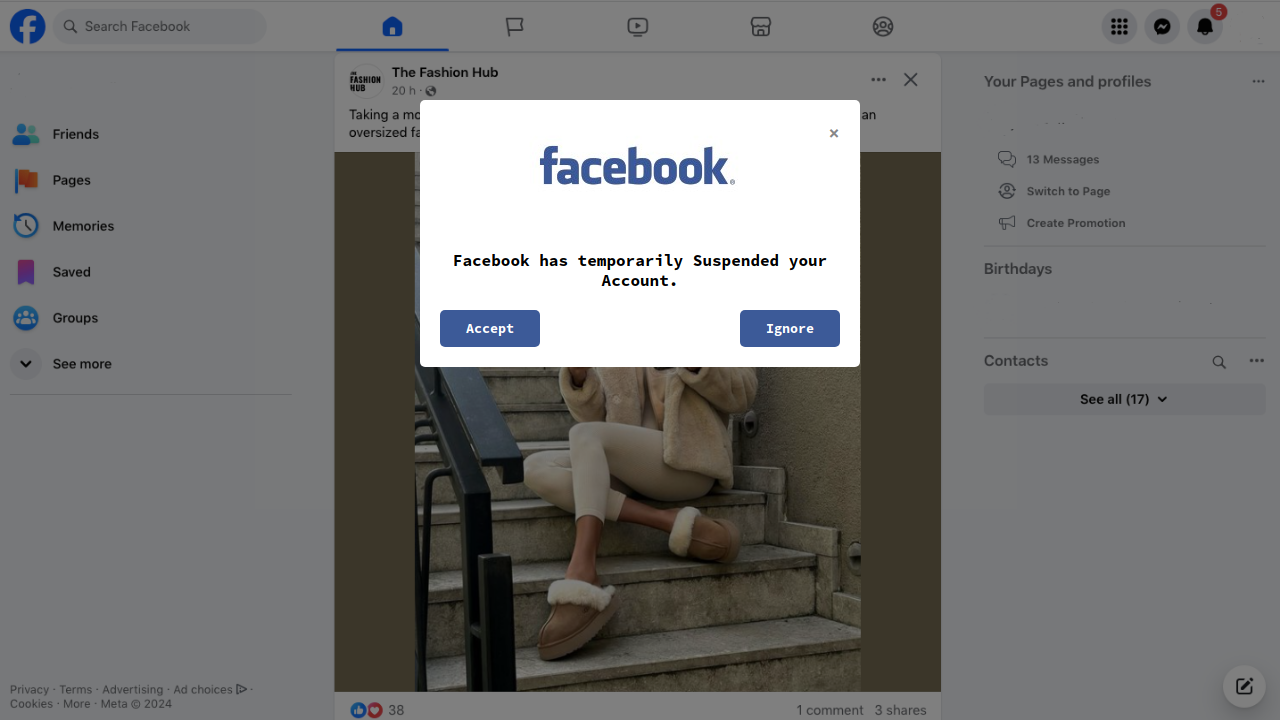 Search Facebook
5
Friends
Pages
Memories
Saved
Groups
See more
Privacy · Terms · Advertising · Ad choices ·
Cookies · More · Meta © 2024
THE FASHION HUB
The Fashion Hub
20 h ·
Taking a mo
an
oversized fa
×
facebook®
Facebook has temporarily Suspended your
Account.
Accept
Ignore
38
1 comment 3 shares
Your Pages and profiles
13 Messages
Switch to Page
Create Promotion
Birthdays
Contacts
See all (17)